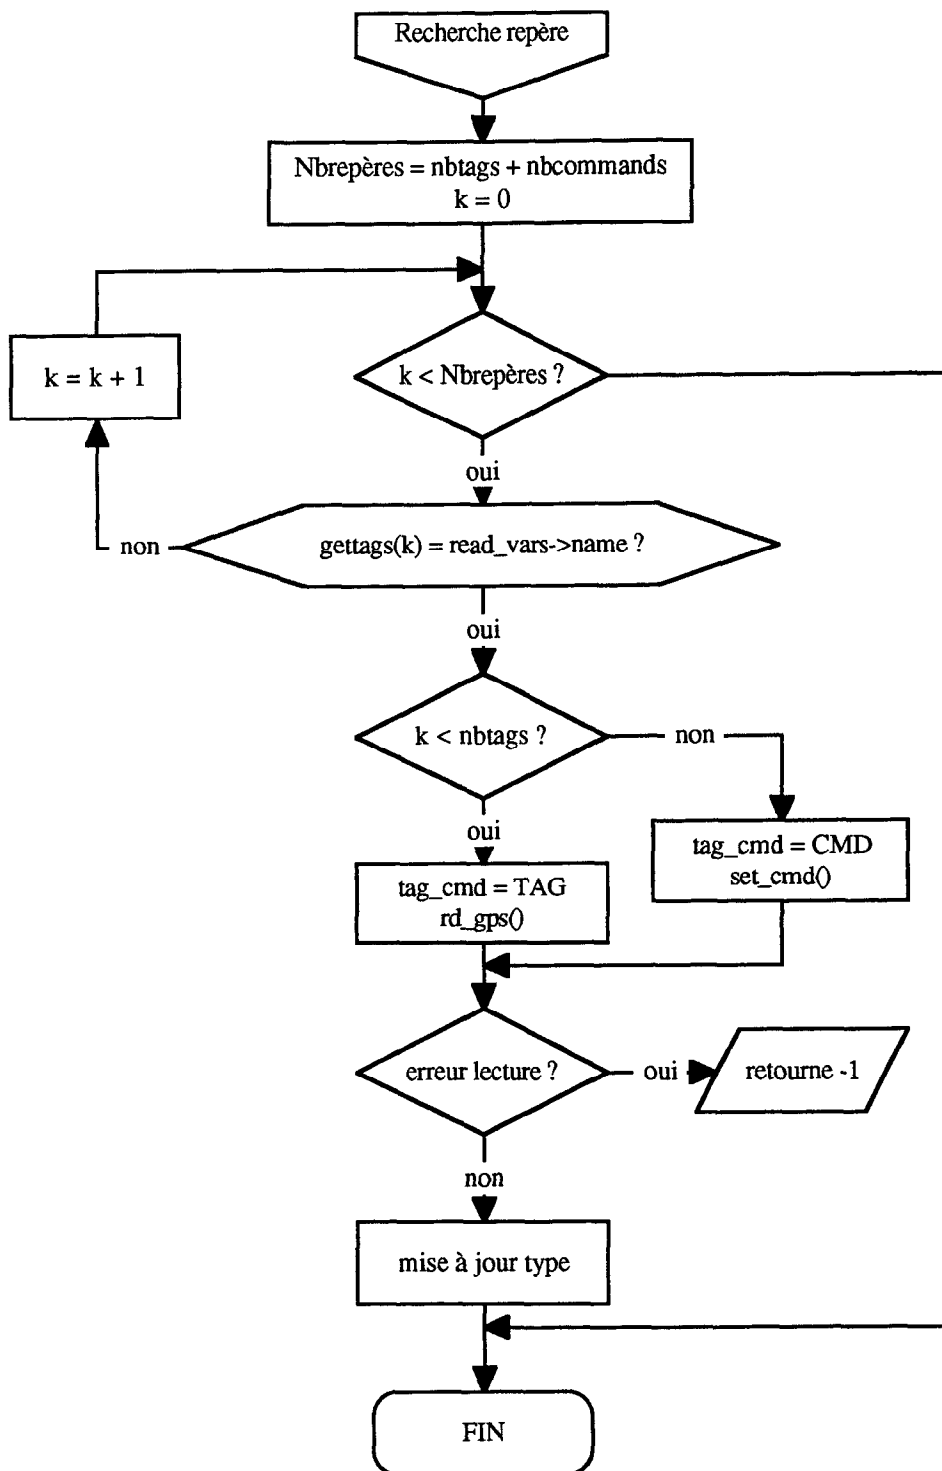 Recherche repère
Nbrepères = nbtags + nbcommands
k = 0
k = k + 1
k < Nbrepères ?
oui
non
gettags(k) = read_vars->name ?
oui
k < nbtags ?
non
oui
tag_cmd = CMD
set_cmd()
tag_cmd = TAG
rd_gps()
erreur lecture ?
oui
retourne -1
non
mise à jour type
FIN